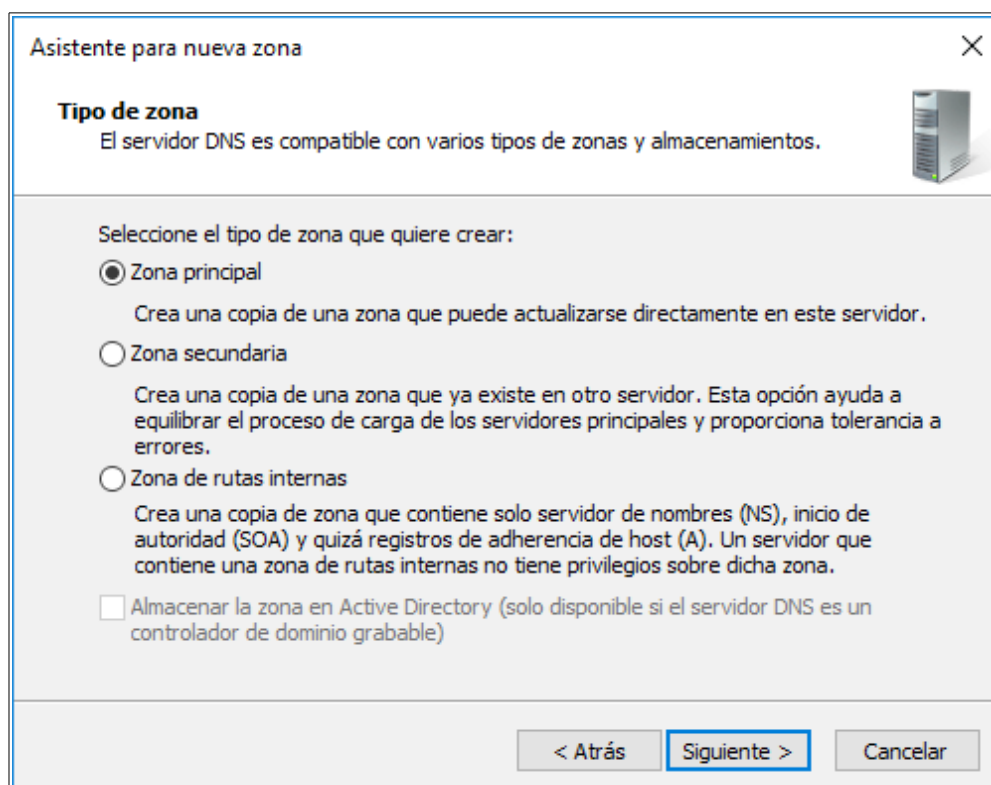 Asistente para nueva zona
Tipo de zona
El servidor DNS es compatible con varios tipos de zonas y almacenamientos.
Seleccione el tipo de zona que quiere crear:
Zona principal
Crea una copia de una zona que puede actualizarse directamente en este servidor.
Zona secundaria
Crea una copia de una zona que ya existe en otro servidor. Esta opción ayuda a
equilibrar el proceso de carga de los servidores principales y proporciona tolerancia a
errores.
Zona de rutas internas
Crea una copia de zona que contiene solo servidor de nombres (NS), inicio de
autoridad (SOA) y quizá registros de adherencia de host (A). Un servidor que
contiene una zona de rutas internas no tiene privilegios sobre dicha zona.
Almacenar la zona en Active Directory (solo disponible si el servidor DNS es un
controlador de dominio grabable)
< Atrás Siguiente > Cancelar